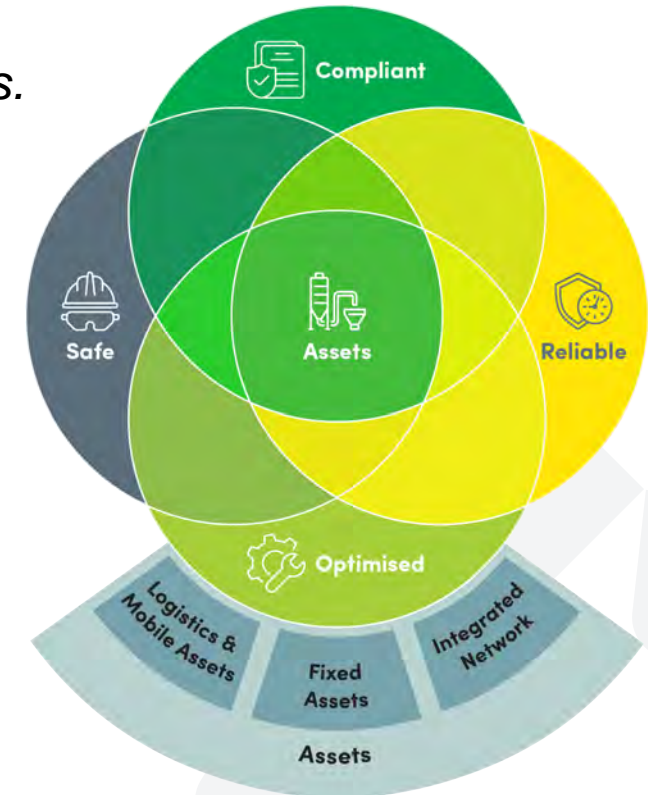 s.
Compliant
Safe
Assets
Reliable
Optimised
Logistics &
Mobile Assets
Fixed
Assets
Integrated
Network
Assets